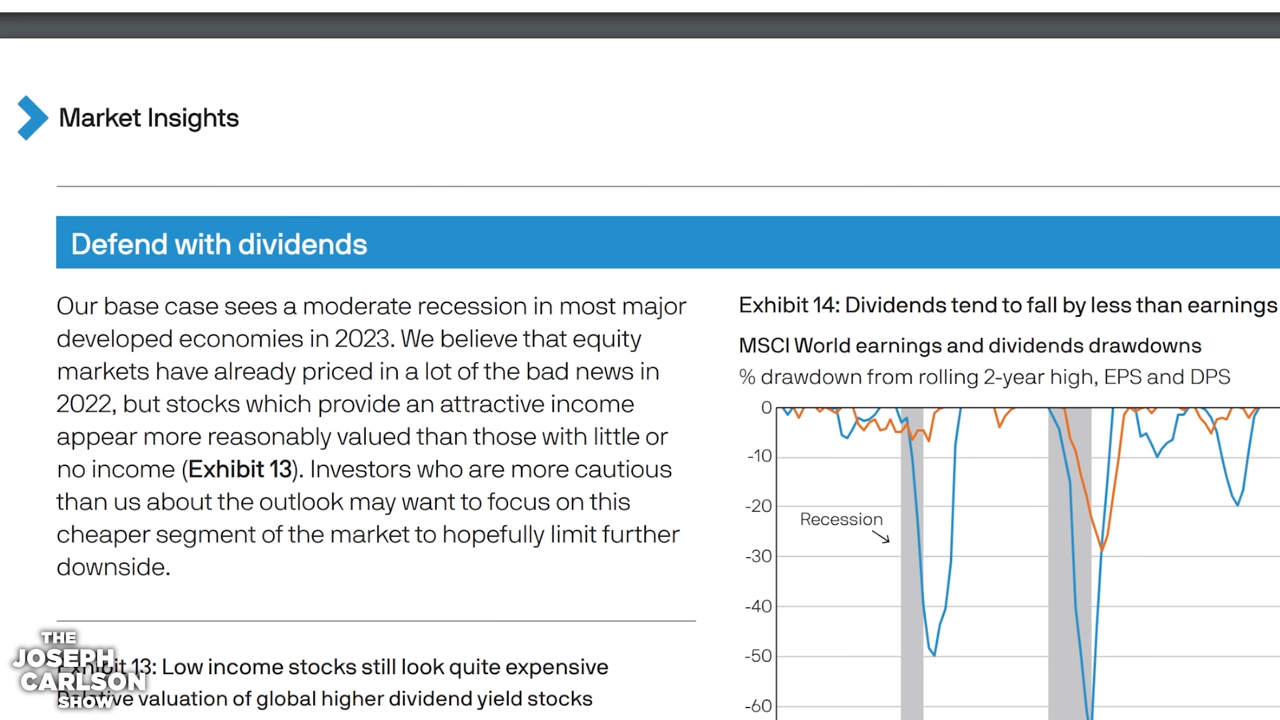 Market Insights
Defend with dividends
Our base case sees a moderate recession in most major
developed economies in 2023. We believe that equity
markets have already priced in a lot of the bad news in
2022, but stocks which provide an attractive income
appear more reasonably valued than those with little or
no income (Exhibit 13). Investors who are more cautious
than us about the outlook may want to focus on this
cheaper segment of the market to hopefully limit further
downside.
Exhibit 13: Low income stocks still look quite expensive
Relative valuation of global higher dividend yield stocks
Exhibit 14: Dividends tend to fall by less than earnings
MSCI World earnings and dividends drawdowns
% drawdown from rolling 2-year high, EPS and DPS
0
-10
-20
-30
-40
-50
-60
Recession
THE
JOSEPH
CARLSON
SHOW